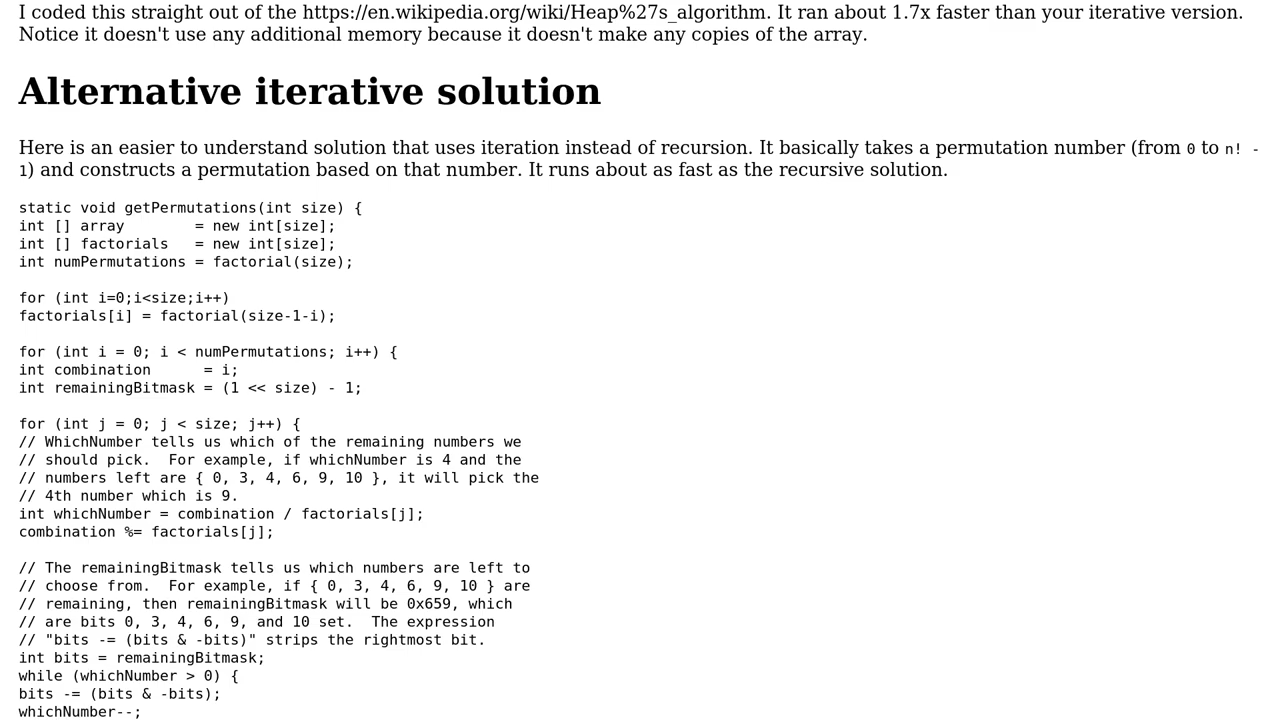 I coded this straight out of the https://en.wikipedia.org/wiki/Heap%27s_algorithm. It ran about 1.7x faster than your iterative version.
Notice it doesn't use any additional memory because it doesn't make any copies of the array.
Alternative iterative solution
Here is an easier to understand solution that uses iteration instead of recursion. It basically takes a permutation number (from 0 to n! -
1) and constructs a permutation based on that number. It runs about as fast as the recursive solution.
static void getPermutations(int size) {
int [] array        = new int[size];
int [] factorials   = new int[size];
int numPermutations = factorial(size);
for (int i=0;i<size;i++)
factorials[i] = factorial(size-1-i);
for (int i = 0; i < numPermutations; i++) {
int combination      = i;
int remainingBitmask = (1 << size) - 1;
for (int j = 0; j < size; j++) {
// WhichNumber tells us which of the remaining numbers we
// should pick.  For example, if whichNumber is 4 and the
// numbers left are { 0, 3, 4, 6, 9, 10 }, it will pick the
// 4th number which is 9.
int whichNumber = combination / factorials[j];
combination %= factorials[j];
// The remainingBitmask tells us which numbers are left to
// choose from.  For example, if { 0, 3, 4, 6, 9, 10 } are
// remaining, then remainingBitmask will be 0x659, which
// are bits 0, 3, 4, 6, 9, and 10 set.  The expression
// "bits -= (bits & -bits)" strips the rightmost bit.
int bits = remainingBitmask;
while (whichNumber > 0) {
bits -= (bits & -bits);
whichNumber--;